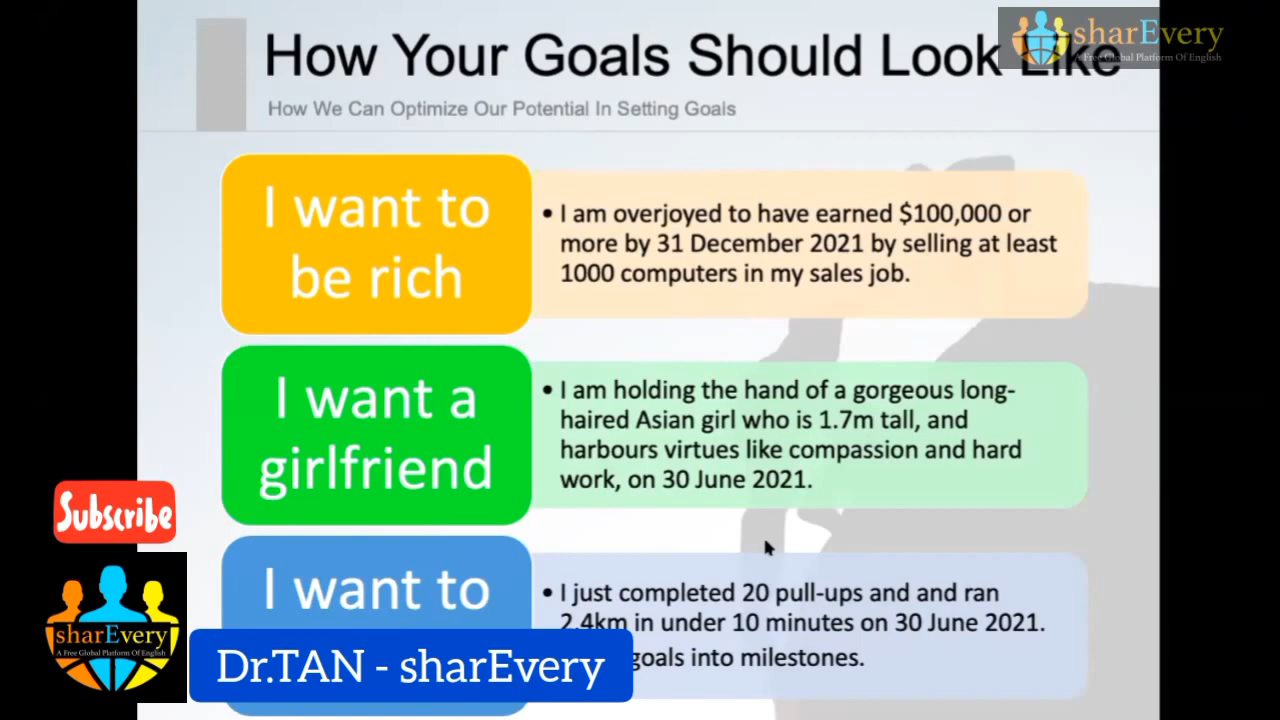 How Your Goals Should Look Like
sharEvery
A Free Global Platform Of English
How We Can Optimize Our Potential In Setting Goals
I want to
be rich
• I am overjoyed to have earned $100,000 or
more by 31 December 2021 by selling at least
1000 computers in my sales job.
I want a
girlfriend
• I am holding the hand of a gorgeous long-
haired Asian girl who is 1.7m tall, and
harbours virtues like compassion and hard
work, on 30 June 2021.
I want to
• I just completed 20 pull-ups and and ran
2.4km in under 10 minutes on 30 June 2021.
goals into milestones.
Subscribe
sharEvery
A Free Global Platform Of English
Dr.TAN - sharEvery